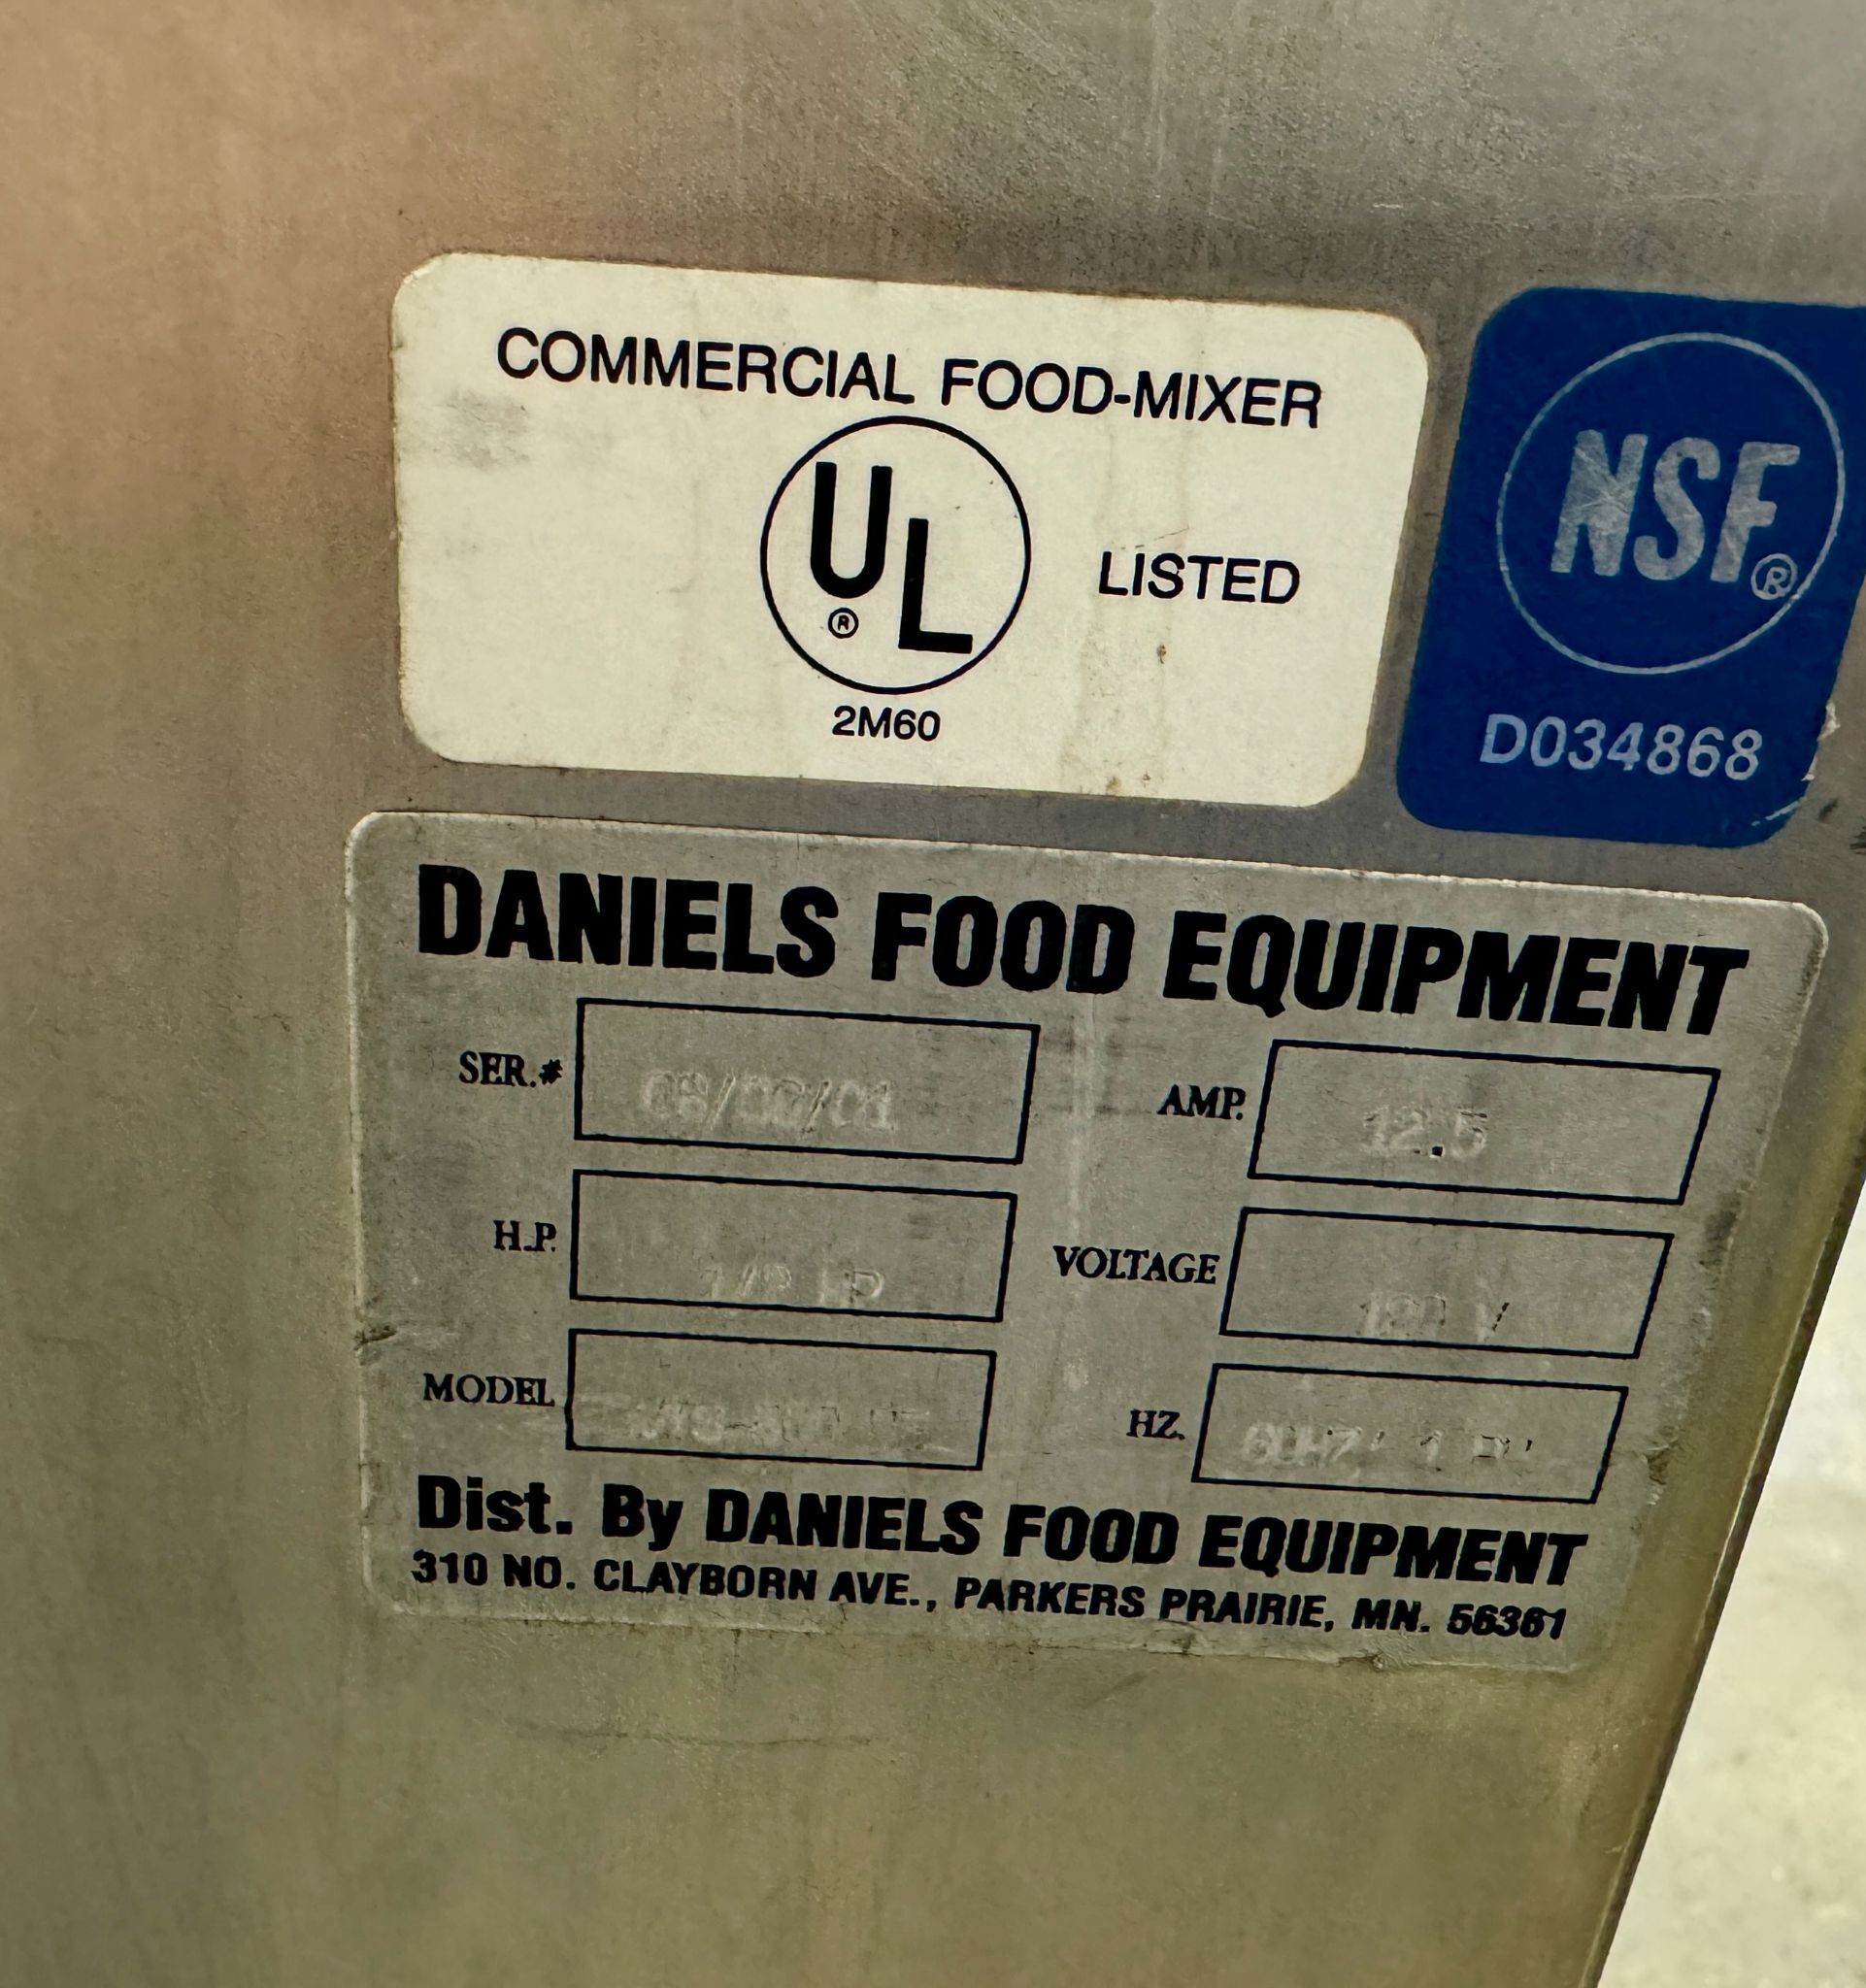 COMMERCIAL FOOD-MIXER
UL
®
LISTED
2M60
NSF®
D034868
DANIELS FOOD EQUIPMENT
SER.#
AMP. 12.5
H.P.
VOLTAGE V
MODEL
HZ. 60HZ
Dist. By DANIELS FOOD EQUIPMENT
310 NO. CLAYBORN AVE., PARKERS PRAIRIE, MN. 56361